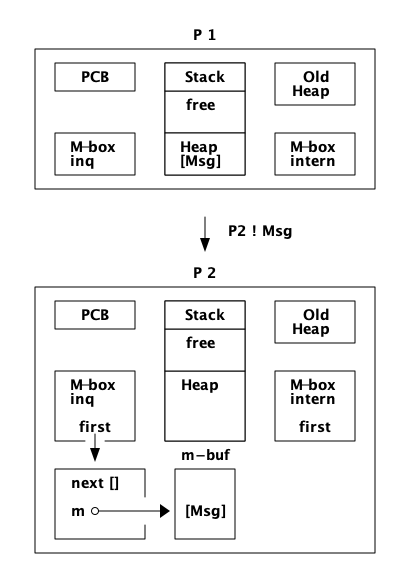 P 1
PCB
Stack
Old
Heap
free
M-box
inq
Heap
[Msg]
M-box
intern
P2 ! Msg
P 2
PCB
Stack
Old
Heap
free
M-box
inq
Heap
M-box
intern
first
first
m-buf
next []
m
[Msg]